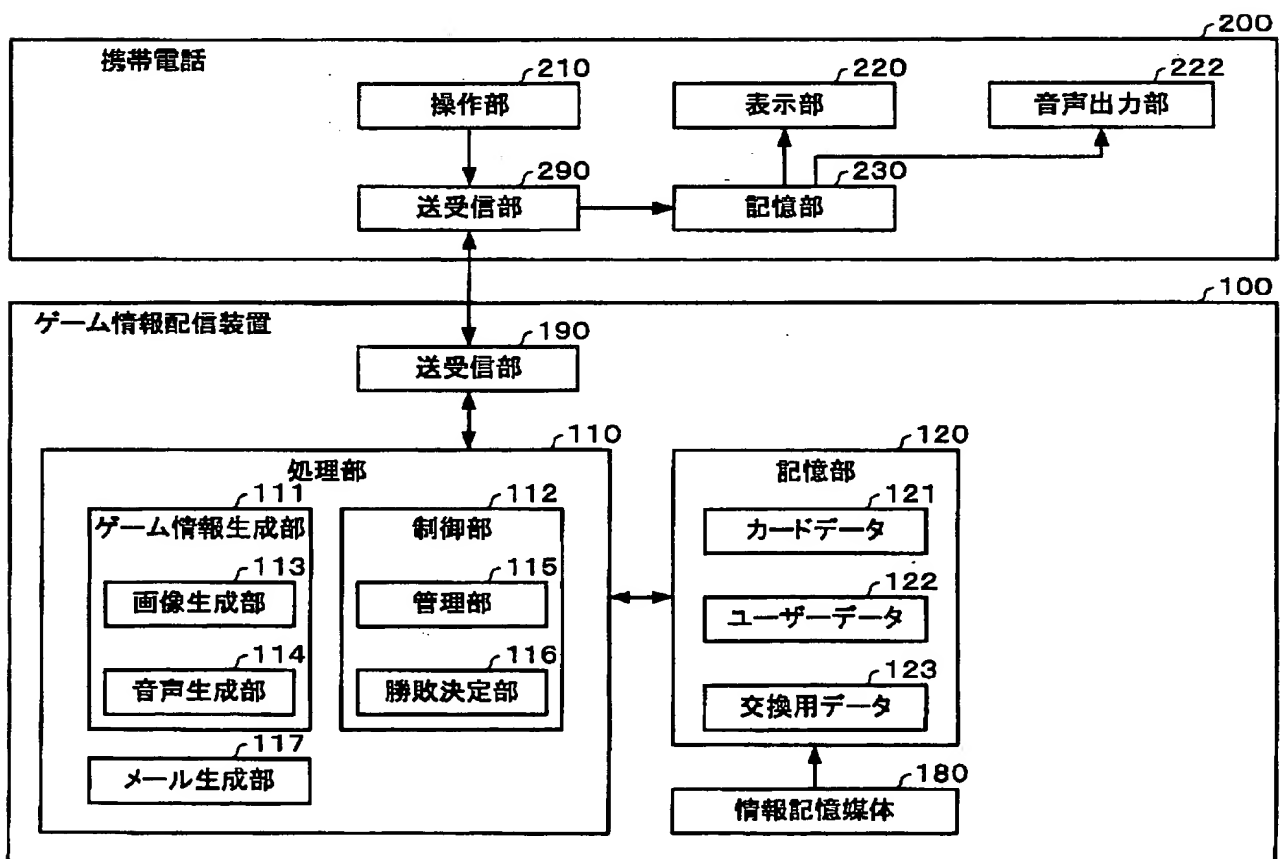 200
携帯電話
210
操作部
220
表示部
222
音声出力部
290
送受信部
230
記憶部
100
ゲーム情報配信装置
190
送受信部
110
処理部
111
ゲーム情報生成部
113
画像生成部
114
音声生成部
112
制御部
115
管理部
116
勝敗決定部
117
メール生成部
120
記憶部
121
カードデータ
122
ユーザーデータ
123
交換用データ
180
情報記憶媒体